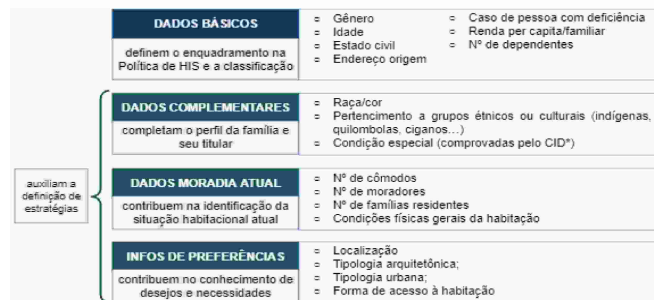 DADOS BÁSICOS
definem o enquadramento na
Política de HIS e a classificação
▫ Gênero
▫ Idade
▫ Estado civil
▫ Endereço origem
▫ Caso de pessoa com deficiência
▫ Renda per capita/familiar
▫ Nº de dependentes
auxiliam a
definição de
estratégias
DADOS COMPLEMENTARES
completam o perfil da família e
seu titular
▫ Raça/cor
▫ Pertencimento a grupos étnicos ou culturais (indígenas,
quilombolas, ciganos...)
▫ Condição especial (comprovadas pelo CID*)
DADOS MORADIA ATUAL
contribuem na identificação da
situação habitacional atual
▫ Nº de cômodos
▫ Nº de moradores
▫ Nº de famílias residentes
▫ Condições físicas gerais da habitação
INFOS DE PREFERÊNCIAS
contribuem no conhecimento de
desejos e necessidades
▫ Localização
▫ Tipologia arquitetônica;
▫ Tipologia urbana;
▫ Forma de acesso à habitação